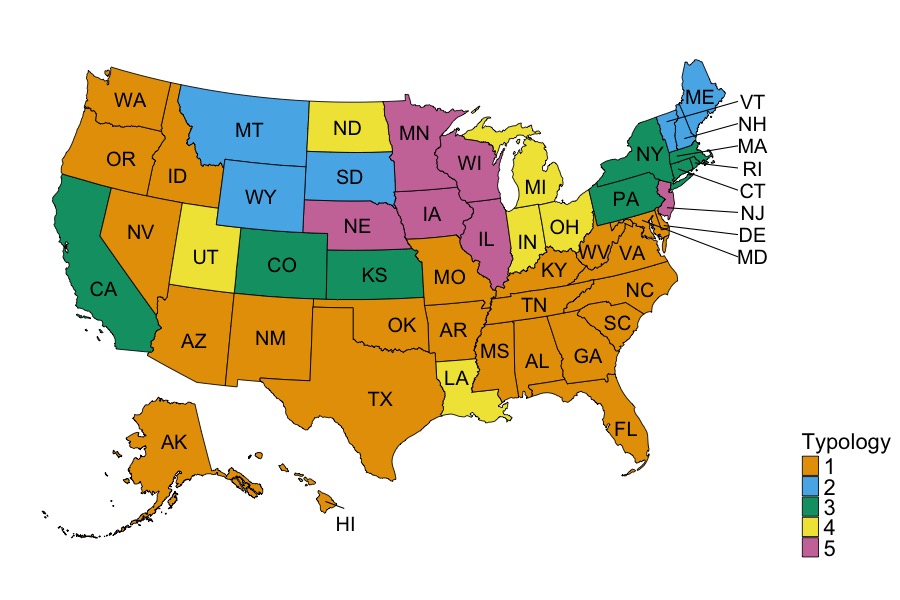 ME
VT
WA
NH
MT
ND
MN
MA
OR
NY
WI
RI
ID
SD
MI
CT
WY
PA
NJ
IA
NE
OH
NV
DE
IL
IN
WV
VA
UT
MD
CO
KY
KS
MO
CA
NC
TN
SC
OK
AR
NM
AZ
MS
GA
AL
LA
TX
FL
AK
HI
Typology
1
2
3
4
5